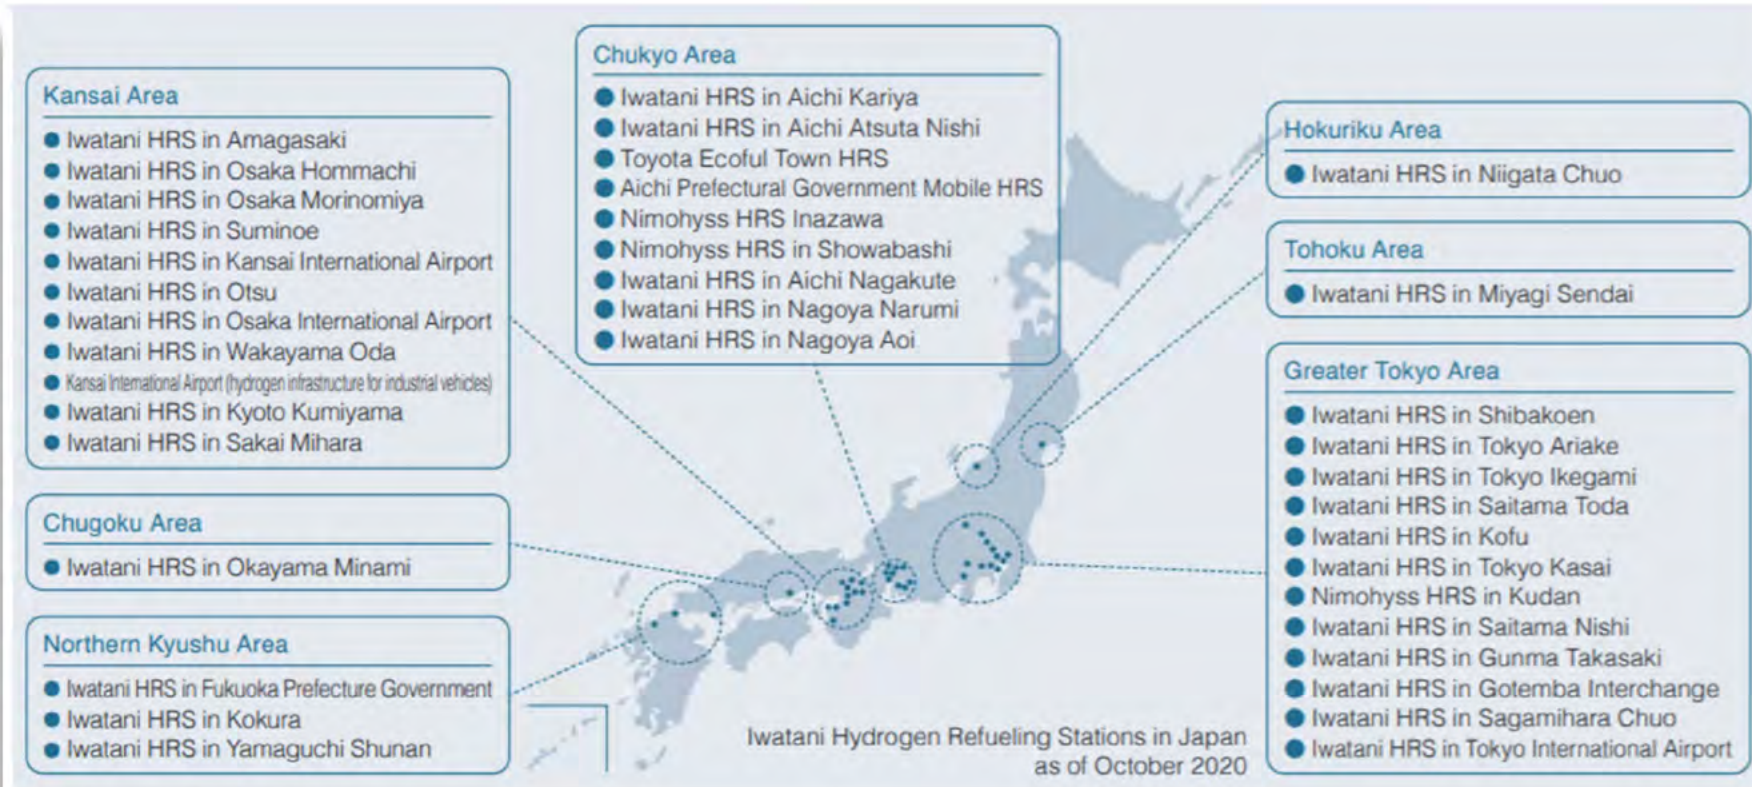 Kansai Area
Iwatani HRS in Amagasaki
Iwatani HRS in Osaka Hommachi
Iwatani HRS in Osaka Morinomiya
Iwatani HRS in Suminoe
Iwatani HRS in Kansai International Airport
Iwatani HRS in Otsu
Iwatani HRS in Osaka International Airport
Iwatani HRS in Wakayama Oda
Kansai International Airport (hydrogen infrastructure for industrial vehicles)
Iwatani HRS in Kyoto Kumiyama
Iwatani HRS in Sakai Mihara
Chugoku Area
Iwatani HRS in Okayama Minami
Northern Kyushu Area
Iwatani HRS in Fukuoka Prefecture Government
Iwatani HRS in Kokura
Iwatani HRS in Yamaguchi Shunan
Chukyo Area
Iwatani HRS in Aichi Kariya
Iwatani HRS in Aichi Atsuta Nishi
Toyota Ecoful Town HRS
Aichi Prefectural Government Mobile HRS
Nimohyss HRS Inazawa
Nimohyss HRS in Showabashi
Iwatani HRS in Aichi Nagakute
Iwatani HRS in Nagoya Narumi
Iwatani HRS in Nagoya Aoi
Hokuriku Area
Iwatani HRS in Niigata Chuo
Tohoku Area
Iwatani HRS in Miyagi Sendai
Greater Tokyo Area
Iwatani HRS in Shibakoen
Iwatani HRS in Tokyo Ariake
Iwatani HRS in Tokyo Ikegami
Iwatani HRS in Saitama Toda
Iwatani HRS in Kofu
Iwatani HRS in Tokyo Kasai
Nimohyss HRS in Kudan
Iwatani HRS in Saitama Nishi
Iwatani HRS in Gunma Takasaki
Iwatani HRS in Gotemba Interchange
Iwatani HRS in Sagamihara Chuo
Iwatani HRS in Tokyo International Airport
Iwatani Hydrogen Refueling Stations in Japan
as of October 2020